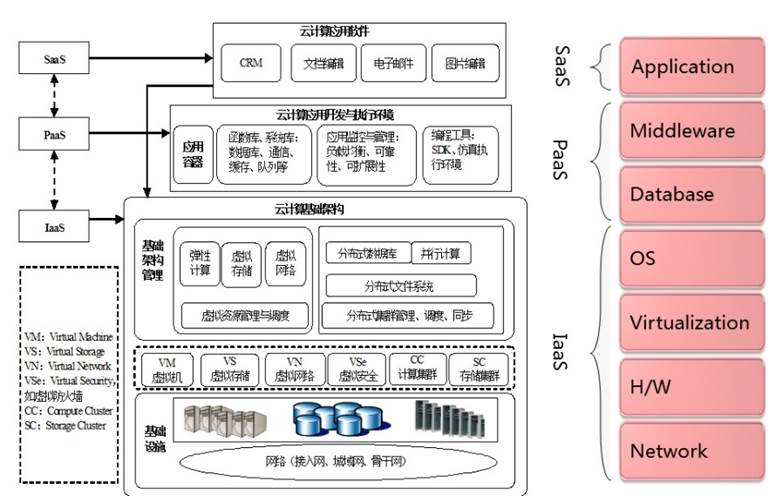 云计算应用软件
SaaS
CRM
文档编辑
电子邮件
图片编辑
PaaS
云计算应用开发与执行环境
应用
容器
函数库、系统库:
数据库、通信、
缓存、队列等
应用监控与管理:
负载均衡、可靠
性、可扩展性
编程工具:
SDK、仿真执
行环境
IaaS
云计算基础架构
基础
架构
管理
弹性
计算
虚拟
存储
虚拟
网络
虚拟资源管理与调度
分布式数据库
并行计算
分布式文件系统
分布式集群管理、调度、同步
VM
虚拟机
VS
虚拟存储
VN
虚拟网络
VSe
虚拟安全
CC
计算集群
SC
存储集群
基础
设施
网络（接入网、城域网、骨干网）
VM: Virtual Machine
VS: Virtual Storage
VN: Virtual Network
VSe: Virtual Security,
如虚拟防火墙
CC: Compute Cluster
SC: Storage Cluster
SaaS
Application
PaaS
Middleware
Database
IaaS
OS
Virtualization
H/W
Network